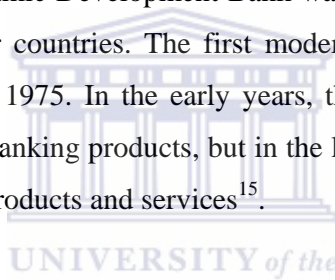 mic Development Bank wa
countries. The first moder
1975. In the early years, th
anking products, but in the
roducts and services¹⁵.
UNIVERSITY of the